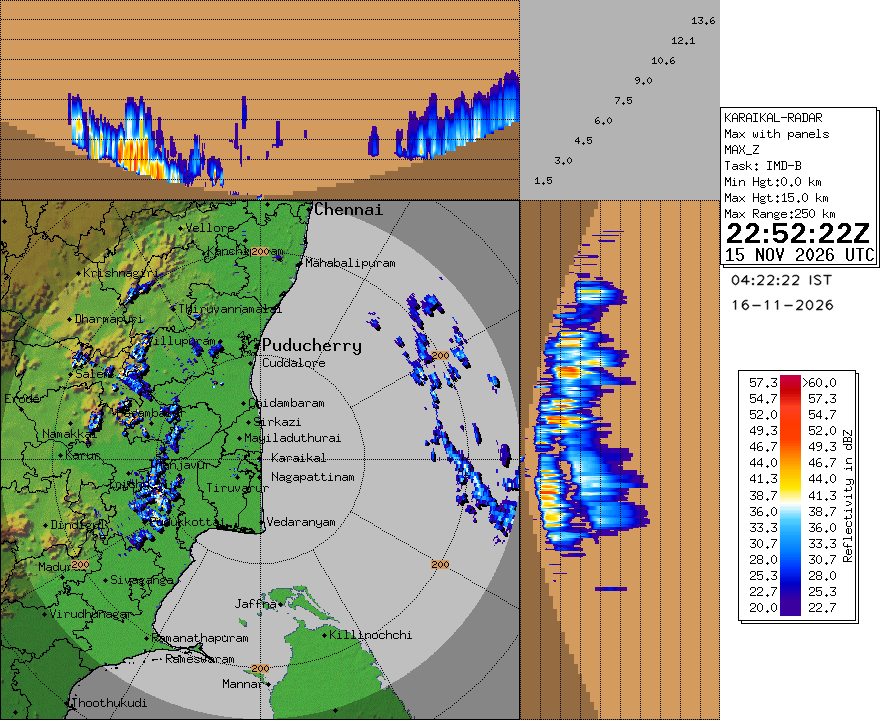 13.6
12.1
10.6
9.0
7.5
6.0
4.5
3.0
1.5
KARAIKAL-RADAR
Max with panels
MAX_Z
Task: IMD-B
Min Hgt:0.0 km
Max Hgt:15.0 km
Max Range:250 km
22:52:22Z
15 NOV 2026 UTC
04:22:22 IST
16-11-2026
Chennai
Vellore
200
Mahabalipuram
Krishnagiri
Thiruvannamalai
Dharmapuri
Villupuram
Puducherry
200
Cuddalore
Salem
Erode
Chidambaram
Perambalur
Sirkazi
Namakkal
Mayiladuthurai
Karur
Karaikal
Thanjavur
Nagapattinam
Tiruvarur
Pudukkottai
Vedaranyam
Dindigul
200
200
Madurai
Sivaganga
Jaffna
Virudhunagar
Killinochchi
Ramanathapuram
Rameswaram
200
Mannar
Thoothukudi
57.3 >60.0
54.7 57.3
52.0 54.7
49.3 52.0
46.7 49.3
44.0 46.7
41.3 44.0
38.7 41.3
36.0 38.7
33.3 36.0
30.7 33.3
28.0 30.7
25.3 28.0
22.7 25.3
20.0 22.7
Reflectivity in dBZ